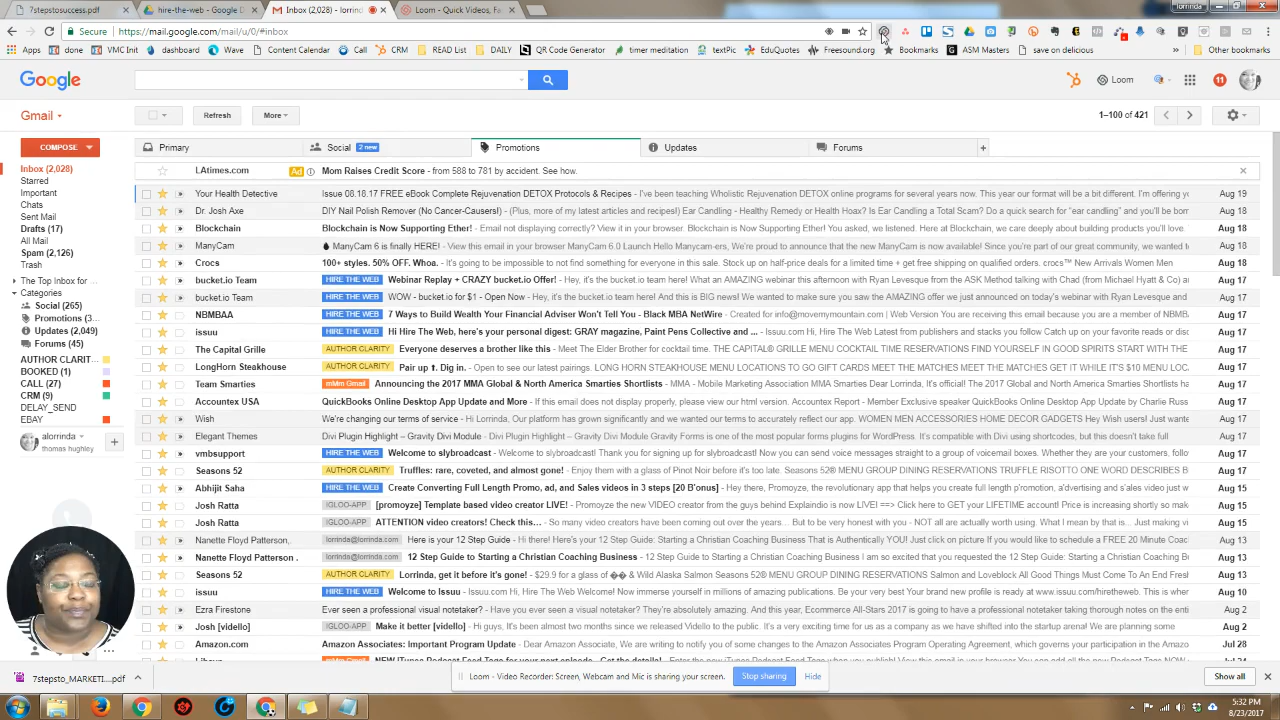 7stepstosuccess.pdf
hire-the-web - Google D
Inbox (2,028) - lorrind
Loom - Quick Videos, F
lorrinda
Secure
https://mail.google.com/mail/u/0/#inbox
Apps
done
VMC Init
dashboard
Wave
Content Calendar
Call
READ
DAILY
QR Code Generator
timer meditation
textPic
EduQuotes
Freesound.org
Bookmarks
ASM Masters
save on delicious
Other bookmarks
Google
Loom
11
Gmail
Refresh
More
1–100 of 421
COMPOSE
Inbox (2,028)
Starred
Important
Chats
Sent Mail
Drafts (17)
All Mail
Spam (2,126)
Trash
The Top Inbox for ...
Categories
Social (265)
Promotions (3...
Updates (2,049)
Forums (45)
AUTHOR CLARIT...
BOOKED (1)
CALL (27)
CRM (9)
DELAY_SEND
EBAY
alorrinda
thomas hughley
Primary
Social 2 new
Promotions
Updates
Forums
LAtimes.com Ad Mom Raises Credit Score - from 588 to 781 by accident. See how.
Your Health Detective Issue 08.18.17 FREE eBook Complete Rejuvenation DETOX Protocols & Recipes - I've been teaching Wholistic Rejuvenation DETOX online programs for several years now. This year our format will be a bit different. I'm offering yo Aug 19
Dr. Josh Axe DIY Nail Polish Remover (No Cancer-Causers!) - (Plus, more of my latest articles and recipes!) Ear Candling - Healthy Remedy or Health Hoax? Is Ear Candling a Total Scam? Do a quick search for "ear candling" and you'll be bom Aug 18
Blockchain Blockchain is Now Supporting Ether! - Email not displaying correctly? View it in your browser. Blockchain is Now Supporting Ether! You asked, we listened. Here at Blockchain, we care deeply about building products you'll love. Aug 18
ManyCam ManyCam 6 is finally HERE! - View this email in your browser ManyCam 6.0 Launch Hello Manycam-ers, We're proud to announce that the new ManyCam is now available! Since you're part of our great community, we wanted to Aug 18
Crocs 100+ styles. 50% OFF. Whoa. - It's going to be impossible to not find something you love. Stock up on half-price deals for a limited time + get free shipping on qualified orders. crocs™ New Arrivals Women Men Aug 18
bucket.io Team HIRE THE WEB Webinar Replay + CRAZY bucket.io Offer! - Hey, it's the bucket.io team here! What an AMAZING webinar this afternoon with Ryan Levesque from the ASK Method talking with Chad (from Michael Hyatt & Co) an Aug 17
bucket.io Team HIRE THE WEB WOW - bucket.io for $1 - Open Now - Hey, it's the bucket.io team here! And this is BIG news! We wanted to make sure you saw the AMAZING offer we just announced on today's webinar with Ryan Levesque and Aug 17
NBMBAA HIRE THE WEB 7 Ways to Build Wealth Your Financial Adviser Won't Tell You - Black MBA NetWire - Created for info@movemymountain.com | Web Version You are receiving this email because you are a member of NBMB Aug 17
issuu HIRE THE WEB Hi Hire The Web, here's your personal digest: GRAY magazine, Paint Pens Collective and ... - Issuu.com Hi, Hire The Web Latest from publishers and stacks you follow Catch up on your favorite reads or disc Aug 17
The Capital Grille AUTHOR CLARITY Everyone deserves a brother like this - Meet The Elder Brother for cocktail time. THE CAPITAL® GRILLE MENU COCKTAIL TIME RESERVATIONS FIND YOURSELF IN GOOD SPIRITS START WITH THE Aug 17
LongHorn Steakhouse AUTHOR CLARITY Pair up ⬆. Dig in. - Open to see our latest pairings. LONG HORN STEAKHOUSE MENU LOCATIONS TO GO GIFT CARDS MEET THE MATCHES MEET THE MATCHES GET IT WHILE IT'S $10 MENU LOC Aug 17
Team Smarties mMm Gmail Announcing the 2017 MMA Global & North America Smarties Shortlists - MMA - Mobile Marketing Association MMA Dear Lorrinda, It's official! The 2017 Global and North America Smarties Shortlists ha Aug 17
Accountex USA QuickBooks Online Desktop App Update and More - If this email does not display properly, please view our html version. Accountex Report - Member Exclusive speaker QuickBooks Online Desktop App Update by Charlie Russ Aug 17
Wish We're changing our terms of service - Hi Lorrinda, Our platform has grown significantly and we wanted our terms to accurately reflect our app. WOMEN MEN ACCESSORIES HOME DECOR GADGETS Hey Wish users! Just wante Aug 17
Elegant Themes Divi Plugin Highlight – Gravity Divi Module - Divi Plugin Highlight – Gravity Divi Module Gravity Forms is one of the most popular forms plugins for WordPress. It's compatible with Divi using shortcodes, but this doesn't take full Aug 17
vmbsupport HIRE THE WEB Welcome to slybroadcast - Thank you for signing up for slybroadcast! Now you can send voice messages straight to a group of voicemail boxes. Whether they are your customers, follow Aug 17
Seasons 52 AUTHOR CLARITY Truffles: rare, coveted, and almost gone! - Enjoy them with a glass of Pinot Noir before it's too late. Seasons 52® MENU GROUP DINING RESERVATIONS TRUFFLE RISOTTO ONE WORD DESCRIBES Aug 17
Abhijit Saha HIRE THE WEB Create Converting Full Length Promo, ad, and Sales videos in 3 steps [20 B'onus] - Hey there, Promoyze, the revolutionary app that helps you create full length p'romotion, a'dvertising and s'ales video just Aug 15
Josh Ratta IGLOO-APP [promoyze] Template based video creator LIVE! - Promoyze the new VIDEO creator from the guys behind Explaindio is now LIVE! ==> Click here to GET your LIFETIME account! Price is increasing shortly so mak Aug 15
Josh Ratta IGLOO-APP ATTENTION video creators! Check this... - So many video creators have been coming out over the years... But to be very honest with you - NOT all are actually worth using. What I mean by that is... Just making vi Aug 15
Nanette Floyd Patterson, lorrinda@lorrinda.com Here is your 12 Step Guide - Hi there! Here's your 12 Step Guide to Starting a Christian Coaching Business That is Authentically YOU! Just click on picture If you would like to schedule a FREE 20 Minute Coac Aug 13
Nanette Floyd Patterson . lorrinda@lorrinda.com 12 Step Guide to Starting a Christian Coaching Business - I'm so excited that you requested the 12 Step Guide to Starting a Christian Coaching Aug 13
Seasons 52 AUTHOR CLARITY Lorrinda, get it before it's gone! - $29.9 for a glass of �� & Wild Alaska Salmon Seasons 52® MENU GROUP DINING RESERVATIONS Salmon and Loveblock All Good Things Must Come To An End Fresh Aug 13
issuu HIRE THE WEB Welcome to Issuu - Issuu.com Hi, Hire The Web Welcome! Now immerse yourself in millions of amazing publications. Be your very best Your brand new profile is ready at www.issuu.com/hiretheweb. This is whe Aug 10
Ezra Firestone Ever seen a professional visual notetaker? - Have you ever seen a visual notetaker? They're absolutely amazing. And this year, Ecommerce All-Stars 2017 is going to have a professional notetaker taking thorough notes on the enti Aug 2
Josh [vidello] IGLOO-APP Make it better [vidello] - Hi guys, It's been almost two months since we released Vidello to the public. It's a very exciting time for us as we have shifted into the startup arena. We are planning some Aug 2
Amazon.com Amazon Associates: Important Program Update - Dear Amazon Associate, We are writing to notify you of some changes to the Amazon Associates Program Operating Agreement, which governs your participation in Jul 28
7stepsto_MARKETI....pdf
Loom - Video Recorder: Screen, Webcam and Mic is sharing your screen.
Stop sharing
Hide
Show all
5:32 PM
8/23/2017